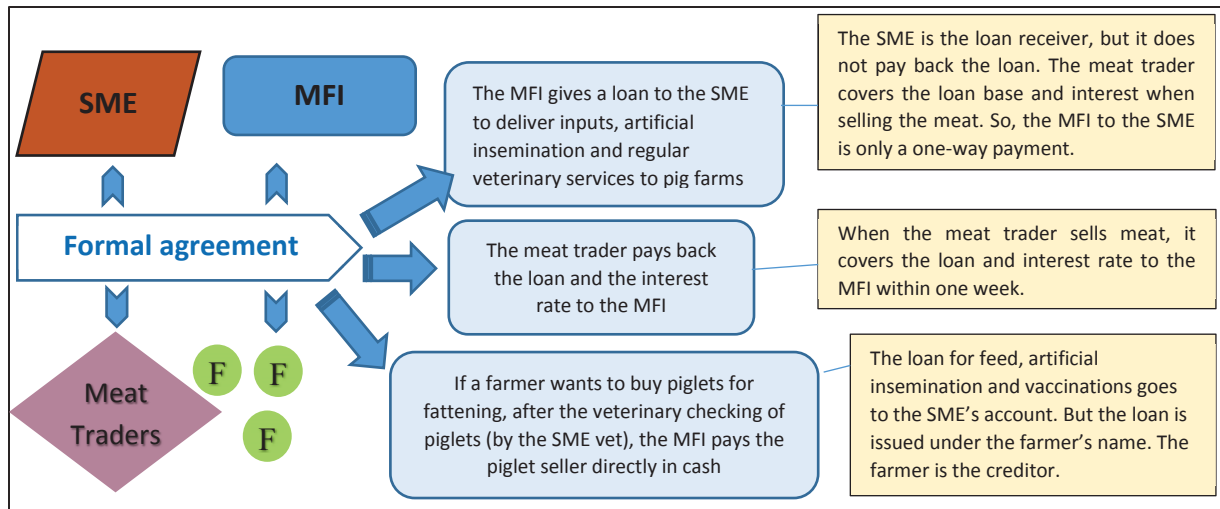 SME
MFI
Formal agreement
Meat
Traders
F
F
F
The MFI gives a loan to the SME
to deliver inputs, artificial
insemination and regular
veterinary services to pig farms
The SME is the loan receiver, but it does
not pay back the loan. The meat trader
covers the loan base and interest when
selling the meat. So, the MFI to the SME
is only a one-way payment.
The meat trader pays back
the loan and the interest
rate to the MFI
When the meat trader sells meat, it
covers the loan and interest rate to the
MFI within one week.
If a farmer wants to buy piglets for
fattening, after the veterinary checking of
piglets (by the SME vet), the MFI pays the
piglet seller directly in cash
The loan for feed, artificial
insemination and vaccinations goes
to the SME’s account. But the loan is
issued under the farmer’s name. The
farmer is the creditor.